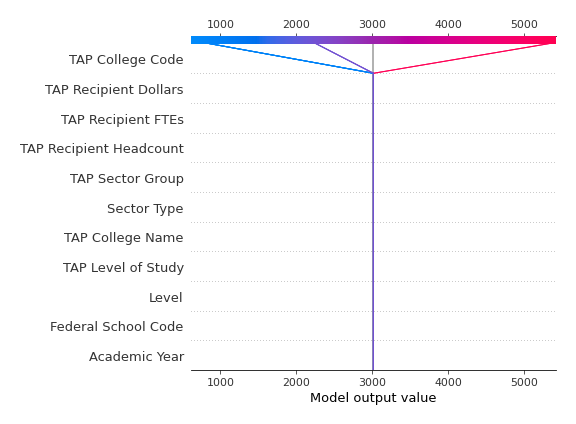 1000 2000 3000 4000 5000
TAP College Code
TAP Recipient Dollars
TAP Recipient FTEs
TAP Recipient Headcount
TAP Sector Group
Sector Type
TAP College Name
TAP Level of Study
Level
Federal School Code
Academic Year
1000 2000 3000 4000 5000
Model output value